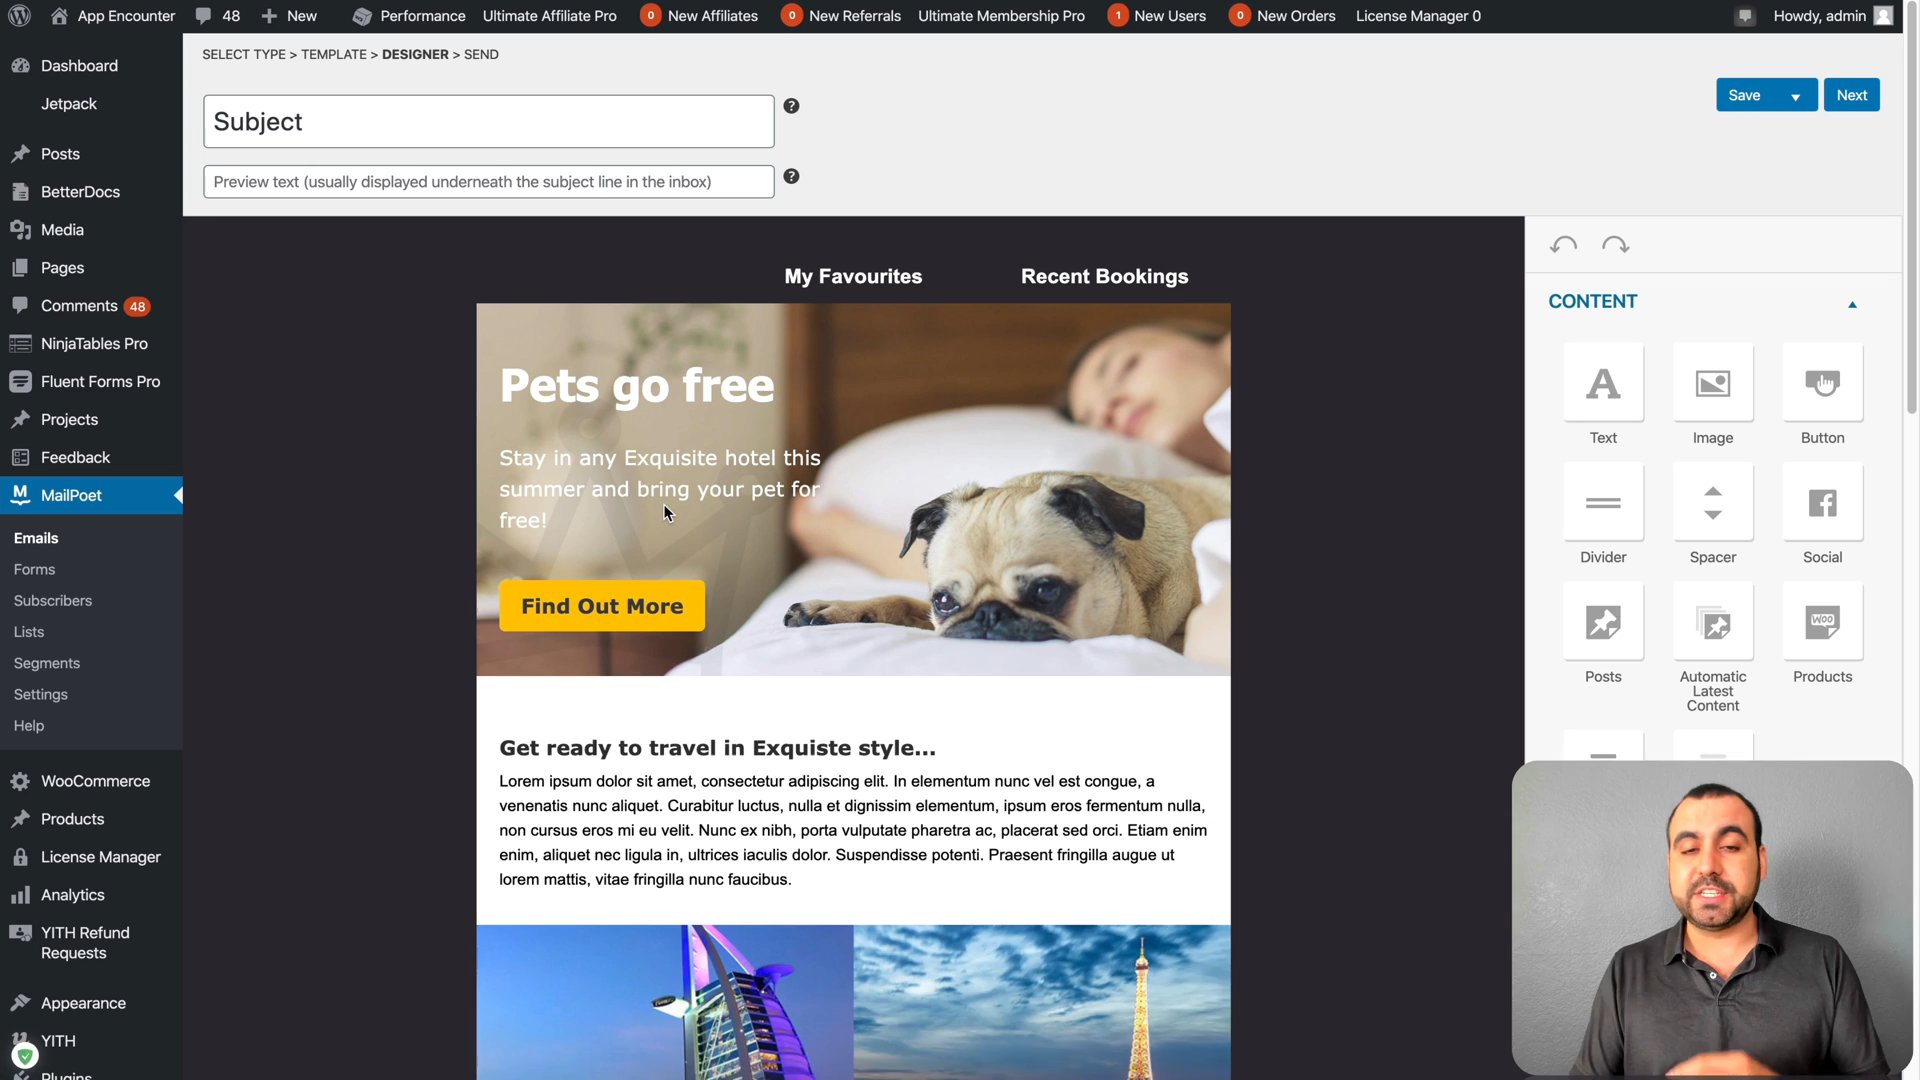 App Encounter
48
New
Performance
Ultimate Affiliate Pro
0
New Affiliates
0
New Referrals
Ultimate Membership Pro
1
New Users
0
New Orders
License Manager 0
Howdy, admin
SELECT TYPE > TEMPLATE > DESIGNER > SEND
Subject
?
Save
Next
Preview text (usually displayed underneath the subject line in the inbox)
?
Dashboard
Jetpack
Posts
BetterDocs
Media
Pages
Comments
48
NinjaTables Pro
Fluent Forms Pro
Projects
Feedback
MailPoet
Emails
Forms
Subscribers
Lists
Segments
Settings
Help
WooCommerce
Products
License Manager
Analytics
YITH Refund
Requests
Appearance
YITH
Plugins
My Favourites
Recent Bookings
Pets go free
Stay in any Exquisite hotel this
summer and bring your pet for
free!
Find Out More
Get ready to travel in Exquiste style...
Lorem ipsum dolor sit amet, consectetur adipiscing elit. In elementum nunc vel est congue, a
venenatis nunc aliquet. Curabitur luctus, nulla et dignissim elementum, ipsum eros fermentum nulla,
non cursus eros mi eu velit. Nunc ex nibh, porta vulputate pharetra ac, placerat sed orci. Etiam enim
enim, aliquet nec ligula in, ultrices iaculis dolor. Suspendisse potenti. Praesent fringilla augue ut
lorem mattis, vitae fringilla nunc faucibus.
CONTENT
Text
Image
Button
Divider
Spacer
Social
Woo
Posts
Automatic
Latest
Content
Products